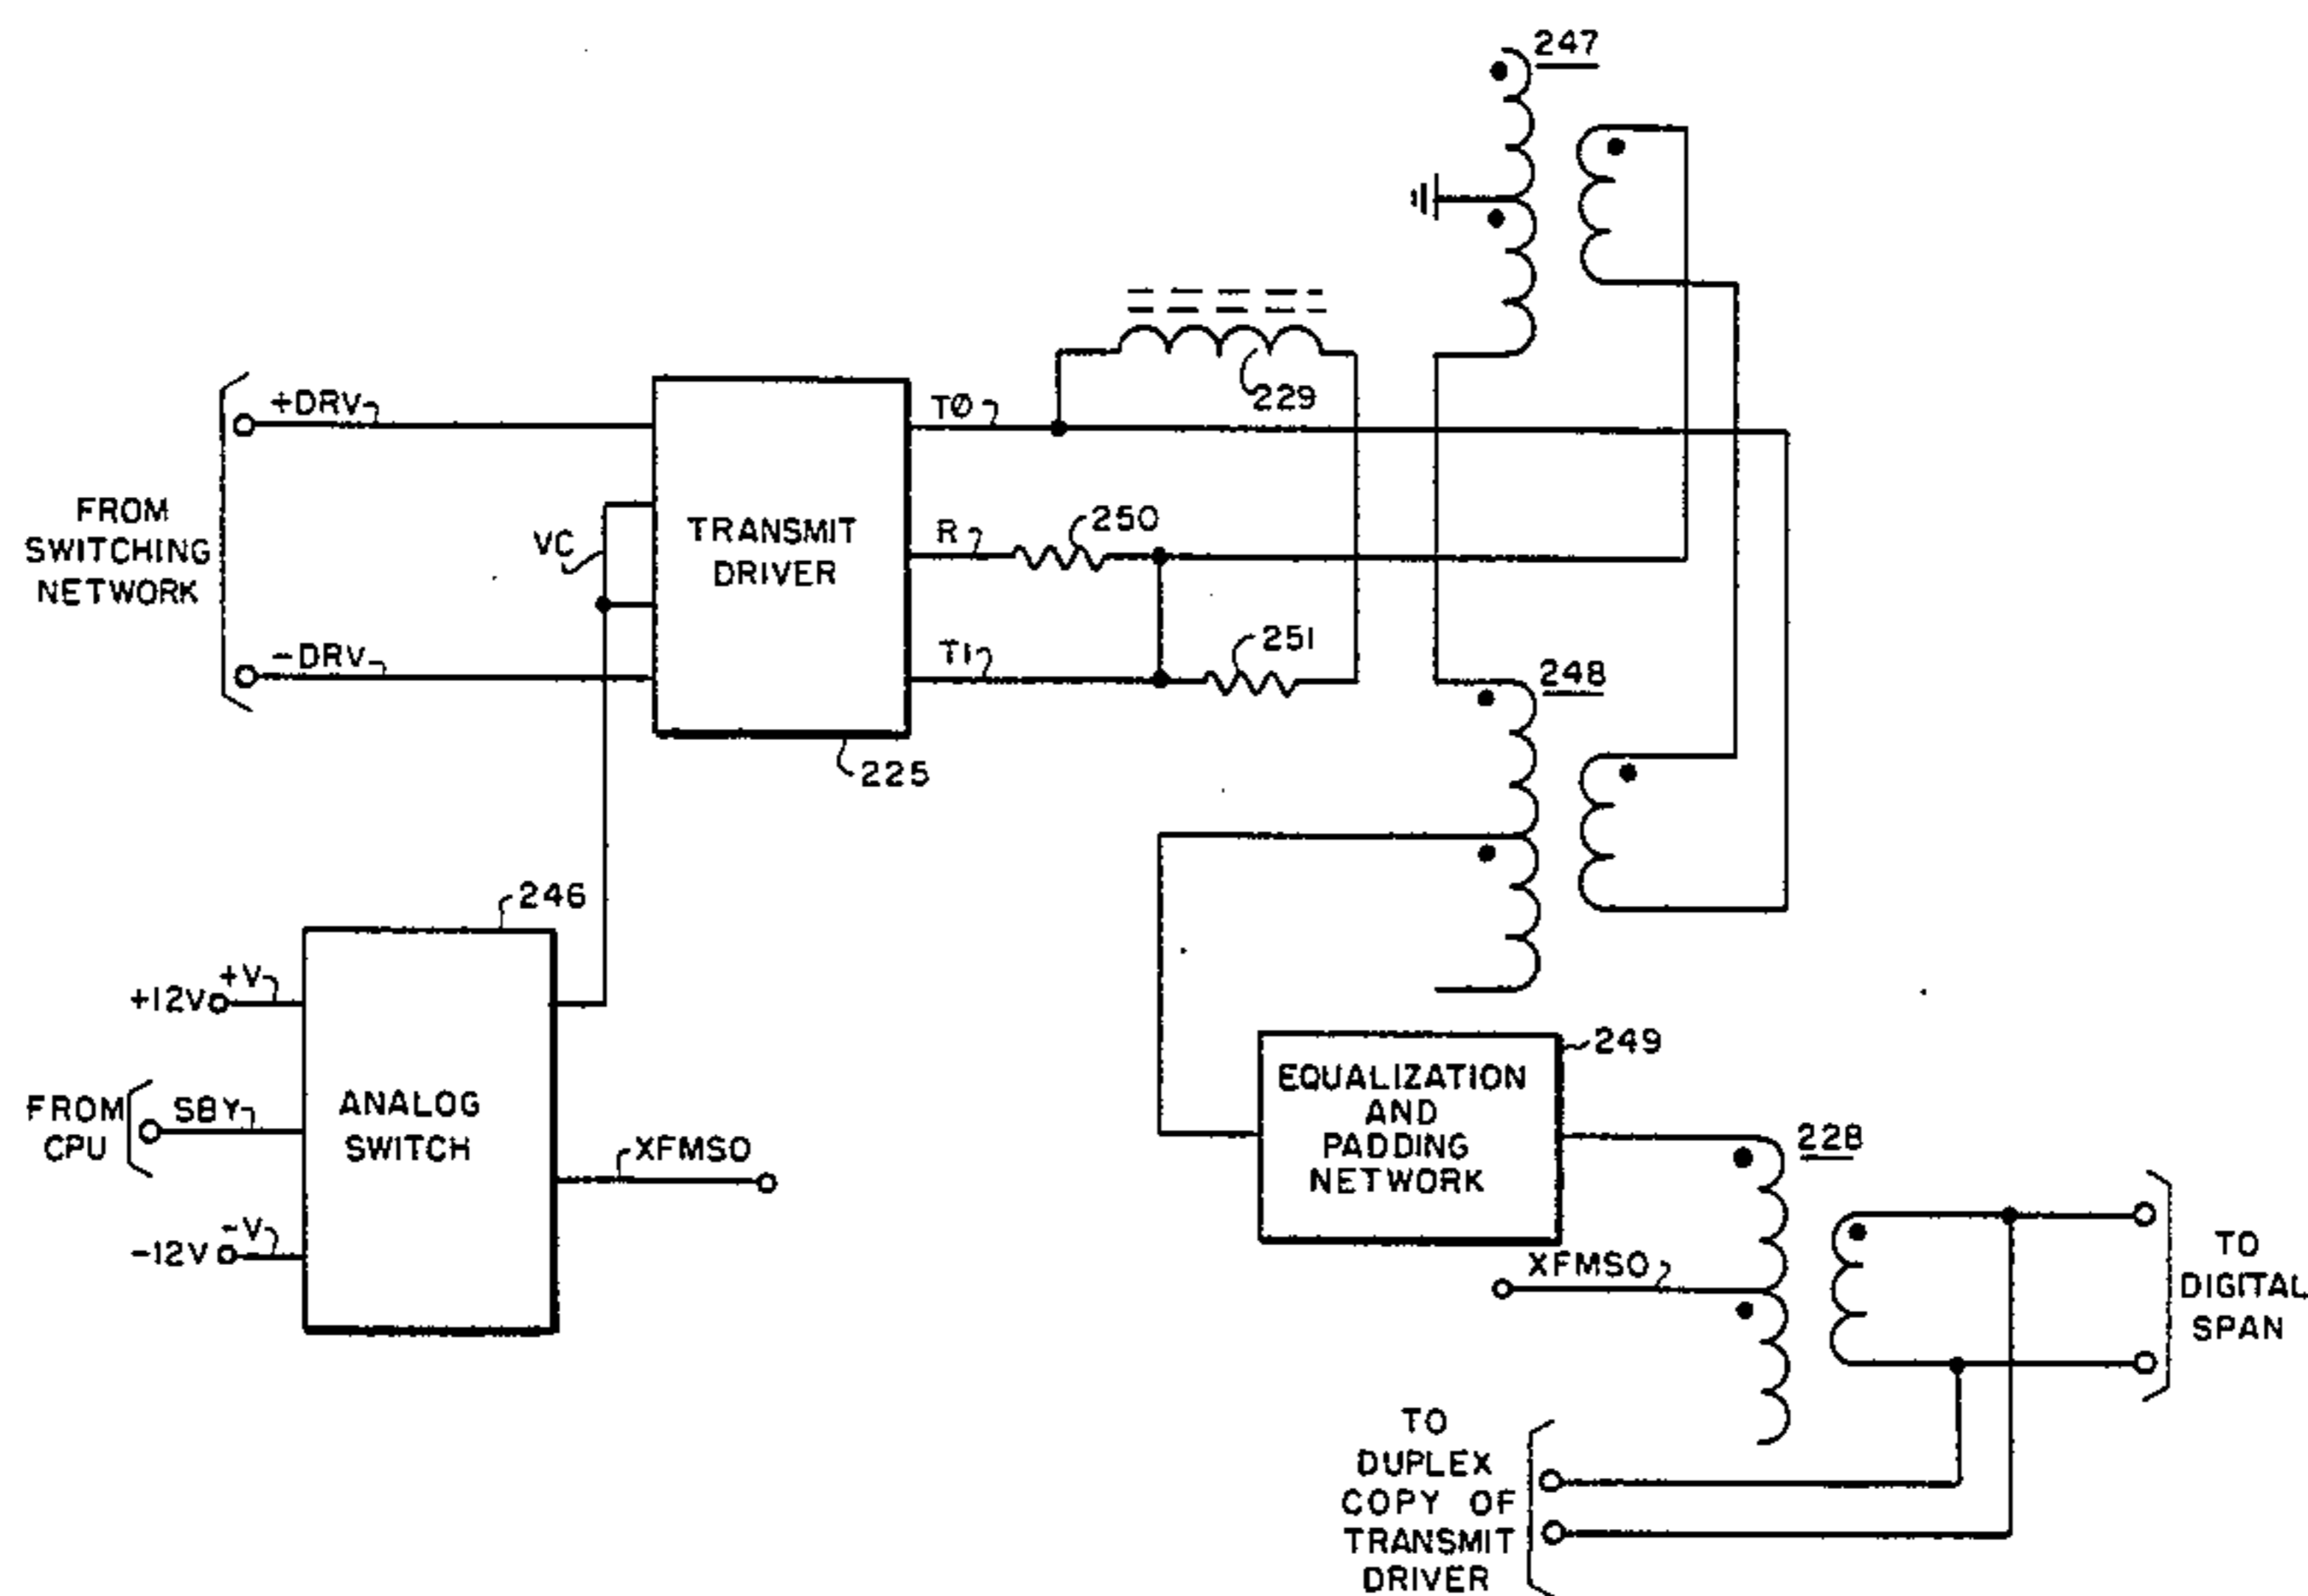 247
+DRV
T0
229
FROM
SWITCHING
NETWORK
VC
TRANSMIT
DRIVER
R
250
-DRV
T1
251
248
225
246
+12V
+V
FROM
CPU
SBY
ANALOG
SWITCH
XFMSO
-12V
-V
249
EQUALIZATION
AND
PADDING
NETWORK
228
XFMSO
TO
DIGITAL
SPAN
TO
DUPLEX
COPY OF
TRANSMIT
DRIVER